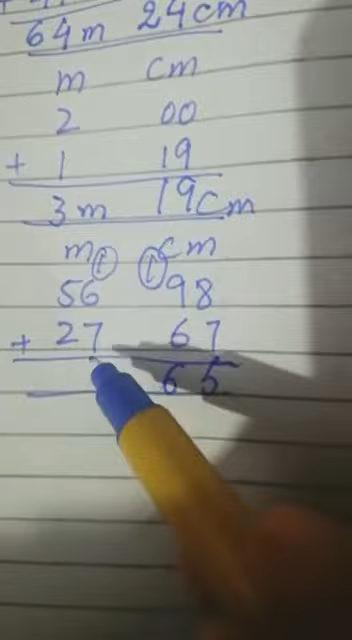 64m 24cm
m cm
2 00
+ 1 19
3m 19cm
m ① ① cm
56 98
+ 27 67
65